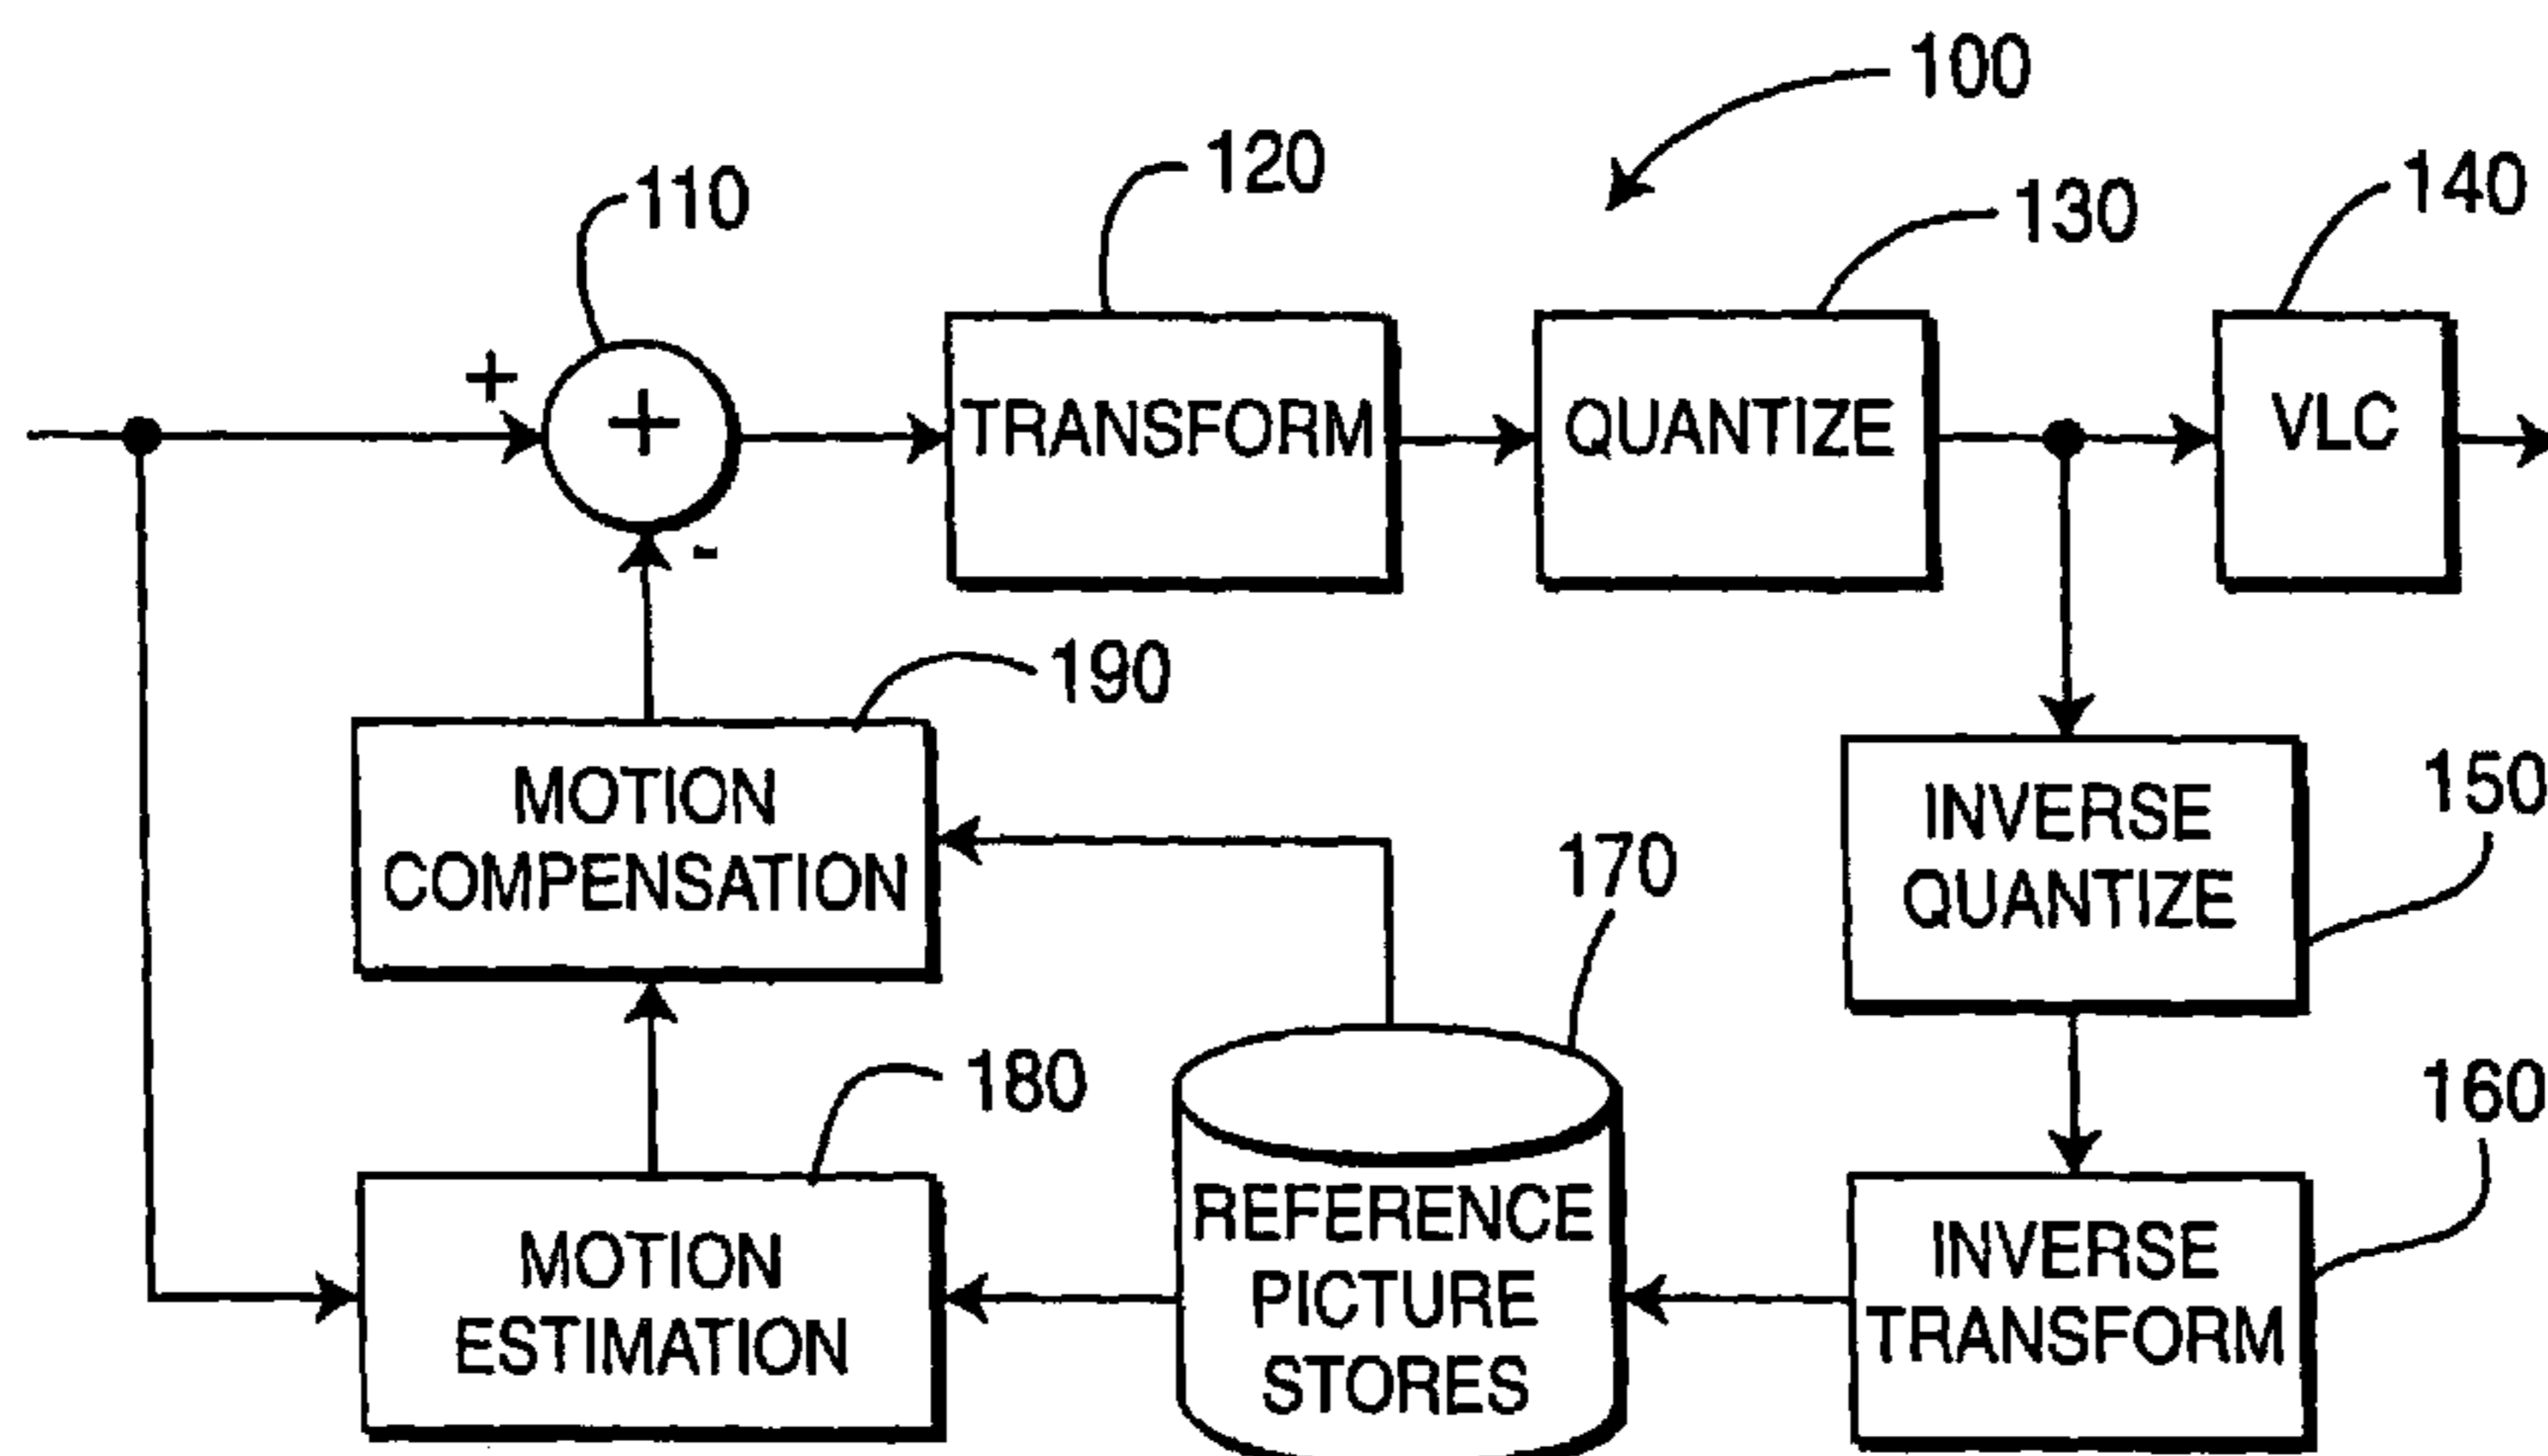 100
120
140
110
130
+
+
TRANSFORM
QUANTIZE
VLC
-
190
MOTION
COMPENSATION
150
INVERSE
QUANTIZE
170
180
160
REFERENCE
PICTURE
STORES
MOTION
ESTIMATION
INVERSE
TRANSFORM